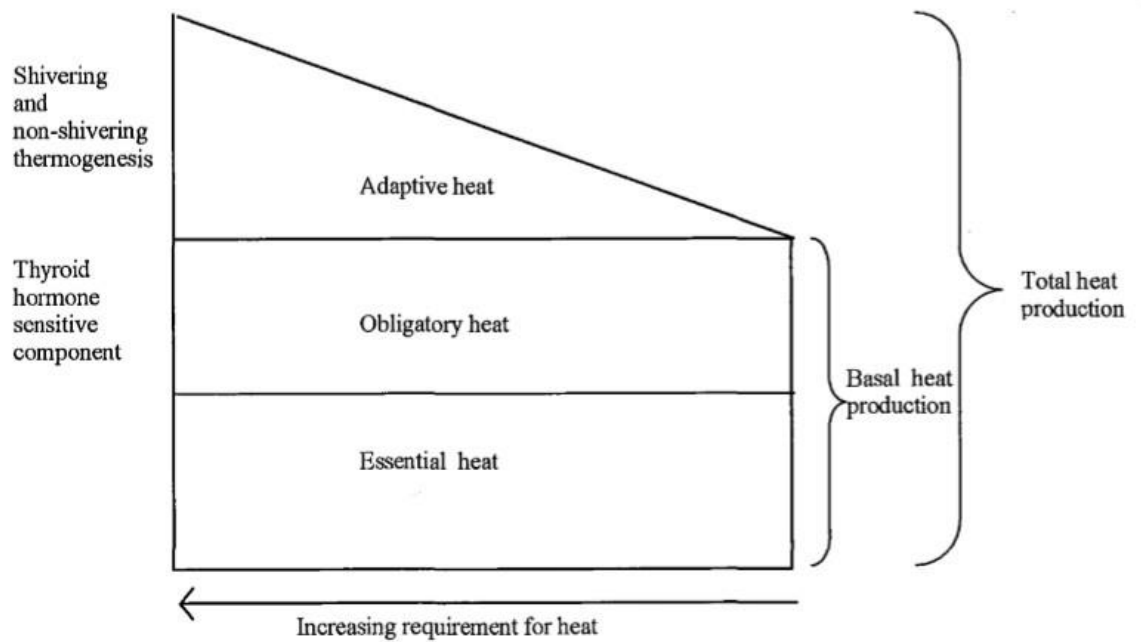 Shivering
and
non-shivering
thermogenesis
Adaptive heat
Thyroid
hormone
sensitive
component
Obligatory heat
Total heat
production
Basal heat
production
Essential heat
Increasing requirement for heat